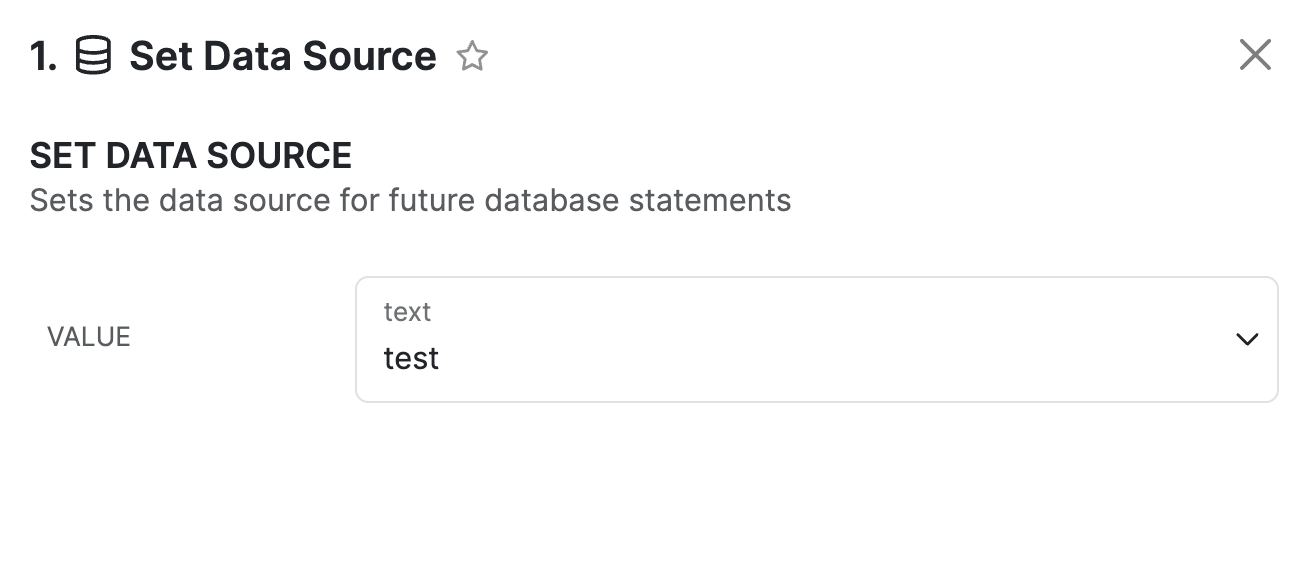 1. Set Data Source
SET DATA SOURCE
Sets the data source for future database statements
VALUE
text
test